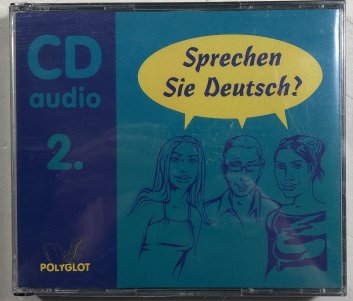 CD
audio
2.
Sprechen
Sie Deutsch?
POLYGLOT